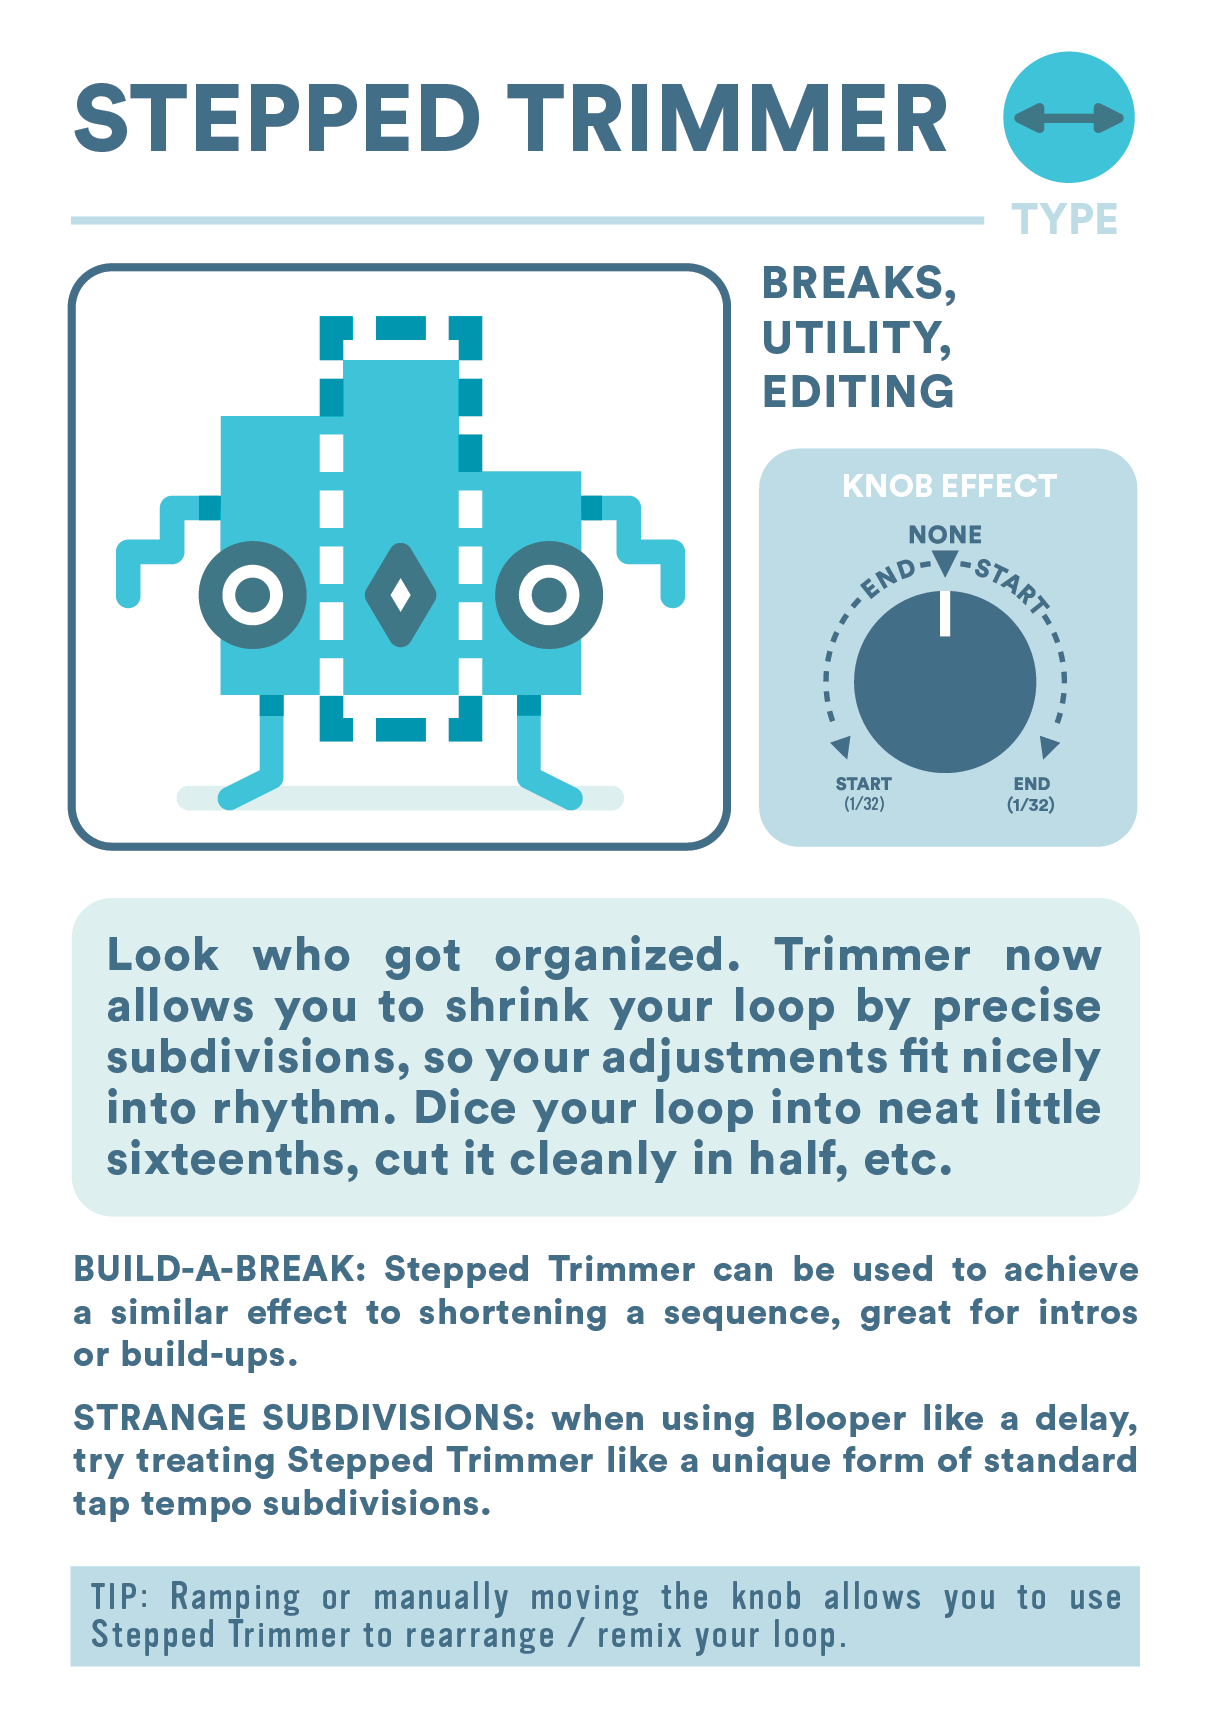 STEPPED TRIMMER
TYPE
BREAKS,
UTILITY,
EDITING
KNOB EFFECT
NONE
END
START
START
(1/32)
END
(1/32)
Look who got organized. Trimmer now
allows you to shrink your loop by precise
subdivisions, so your adjustments fit nicely
into rhythm. Dice your loop into neat little
sixteenths, cut it cleanly in half, etc.
BUILD-A-BREAK: Stepped Trimmer can be used to achieve
a similar effect to shortening a sequence, great for intros
or build-ups.
STRANGE SUBDIVISIONS: when using Blooper like a delay,
try treating Stepped Trimmer like a unique form of standard
tap tempo subdivisions.
TIP: Ramping or manually moving the knob allows you to use
Stepped Trimmer to rearrange / remix your loop.